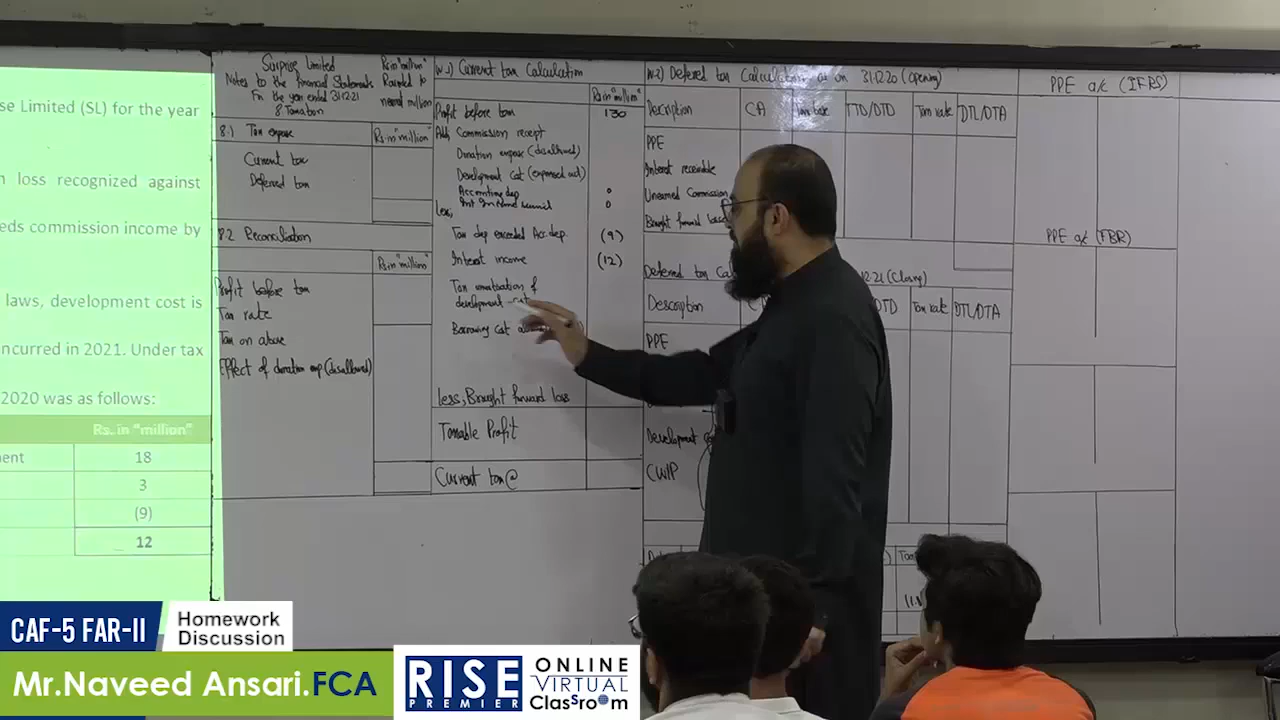 se Limited (SL) for the year
n loss recognized against
eds commission income by
laws, development cost is
ncurred in 2021. Under tax
2020 was as follows:
Rs. in "million"
ment 18
3
(9)
12
Surprise Limited
Notes to the Financial Statements
For the year ended 31.12.21
8 Taxation
Rs in "million"
Rounded to
nearest million
8.1 Tax expense
Rs in "million"
Current tax
Deferred tax
8.2 Reconciliation
Rs in "million"
Profit before tax
Tax rate
Tax on above
Effect of donation exp (disallowed)
W.1) Current tax Calculation
Rs in "million"
Profit before tax 130
Add; Commission receipt
Donation expense (disallowed)
Development cost (expensed out)
Accounting dep 0
0
Less;
Tax dep exceeded Acc. dep. (9)
Interest income (12)
Tax amortisation of
development cost
Borrowing cost
Less; Brought forward loss
Taxable Profit
Current tax @
W.2) Deferred tax Calculation as on 31.12.20 (Opening)
Description CA Tax base TTD/DTD Tax rate DTL/DTA
PPE
Interest receivable
Unearned Commission
Brought forward loss
Deferred tax 12.21 (Closing)
Description DTD Tax rate DTL/DTA
PPE
Development
CWIP
PPE a/c (IFRS)
PPE a/c (FBR)
CAF-5 FAR-II
Homework
Discussion
Mr.Naveed Ansari.FCA
RISE
PREMIER
ONLINE
VIRTUAL
Classroom